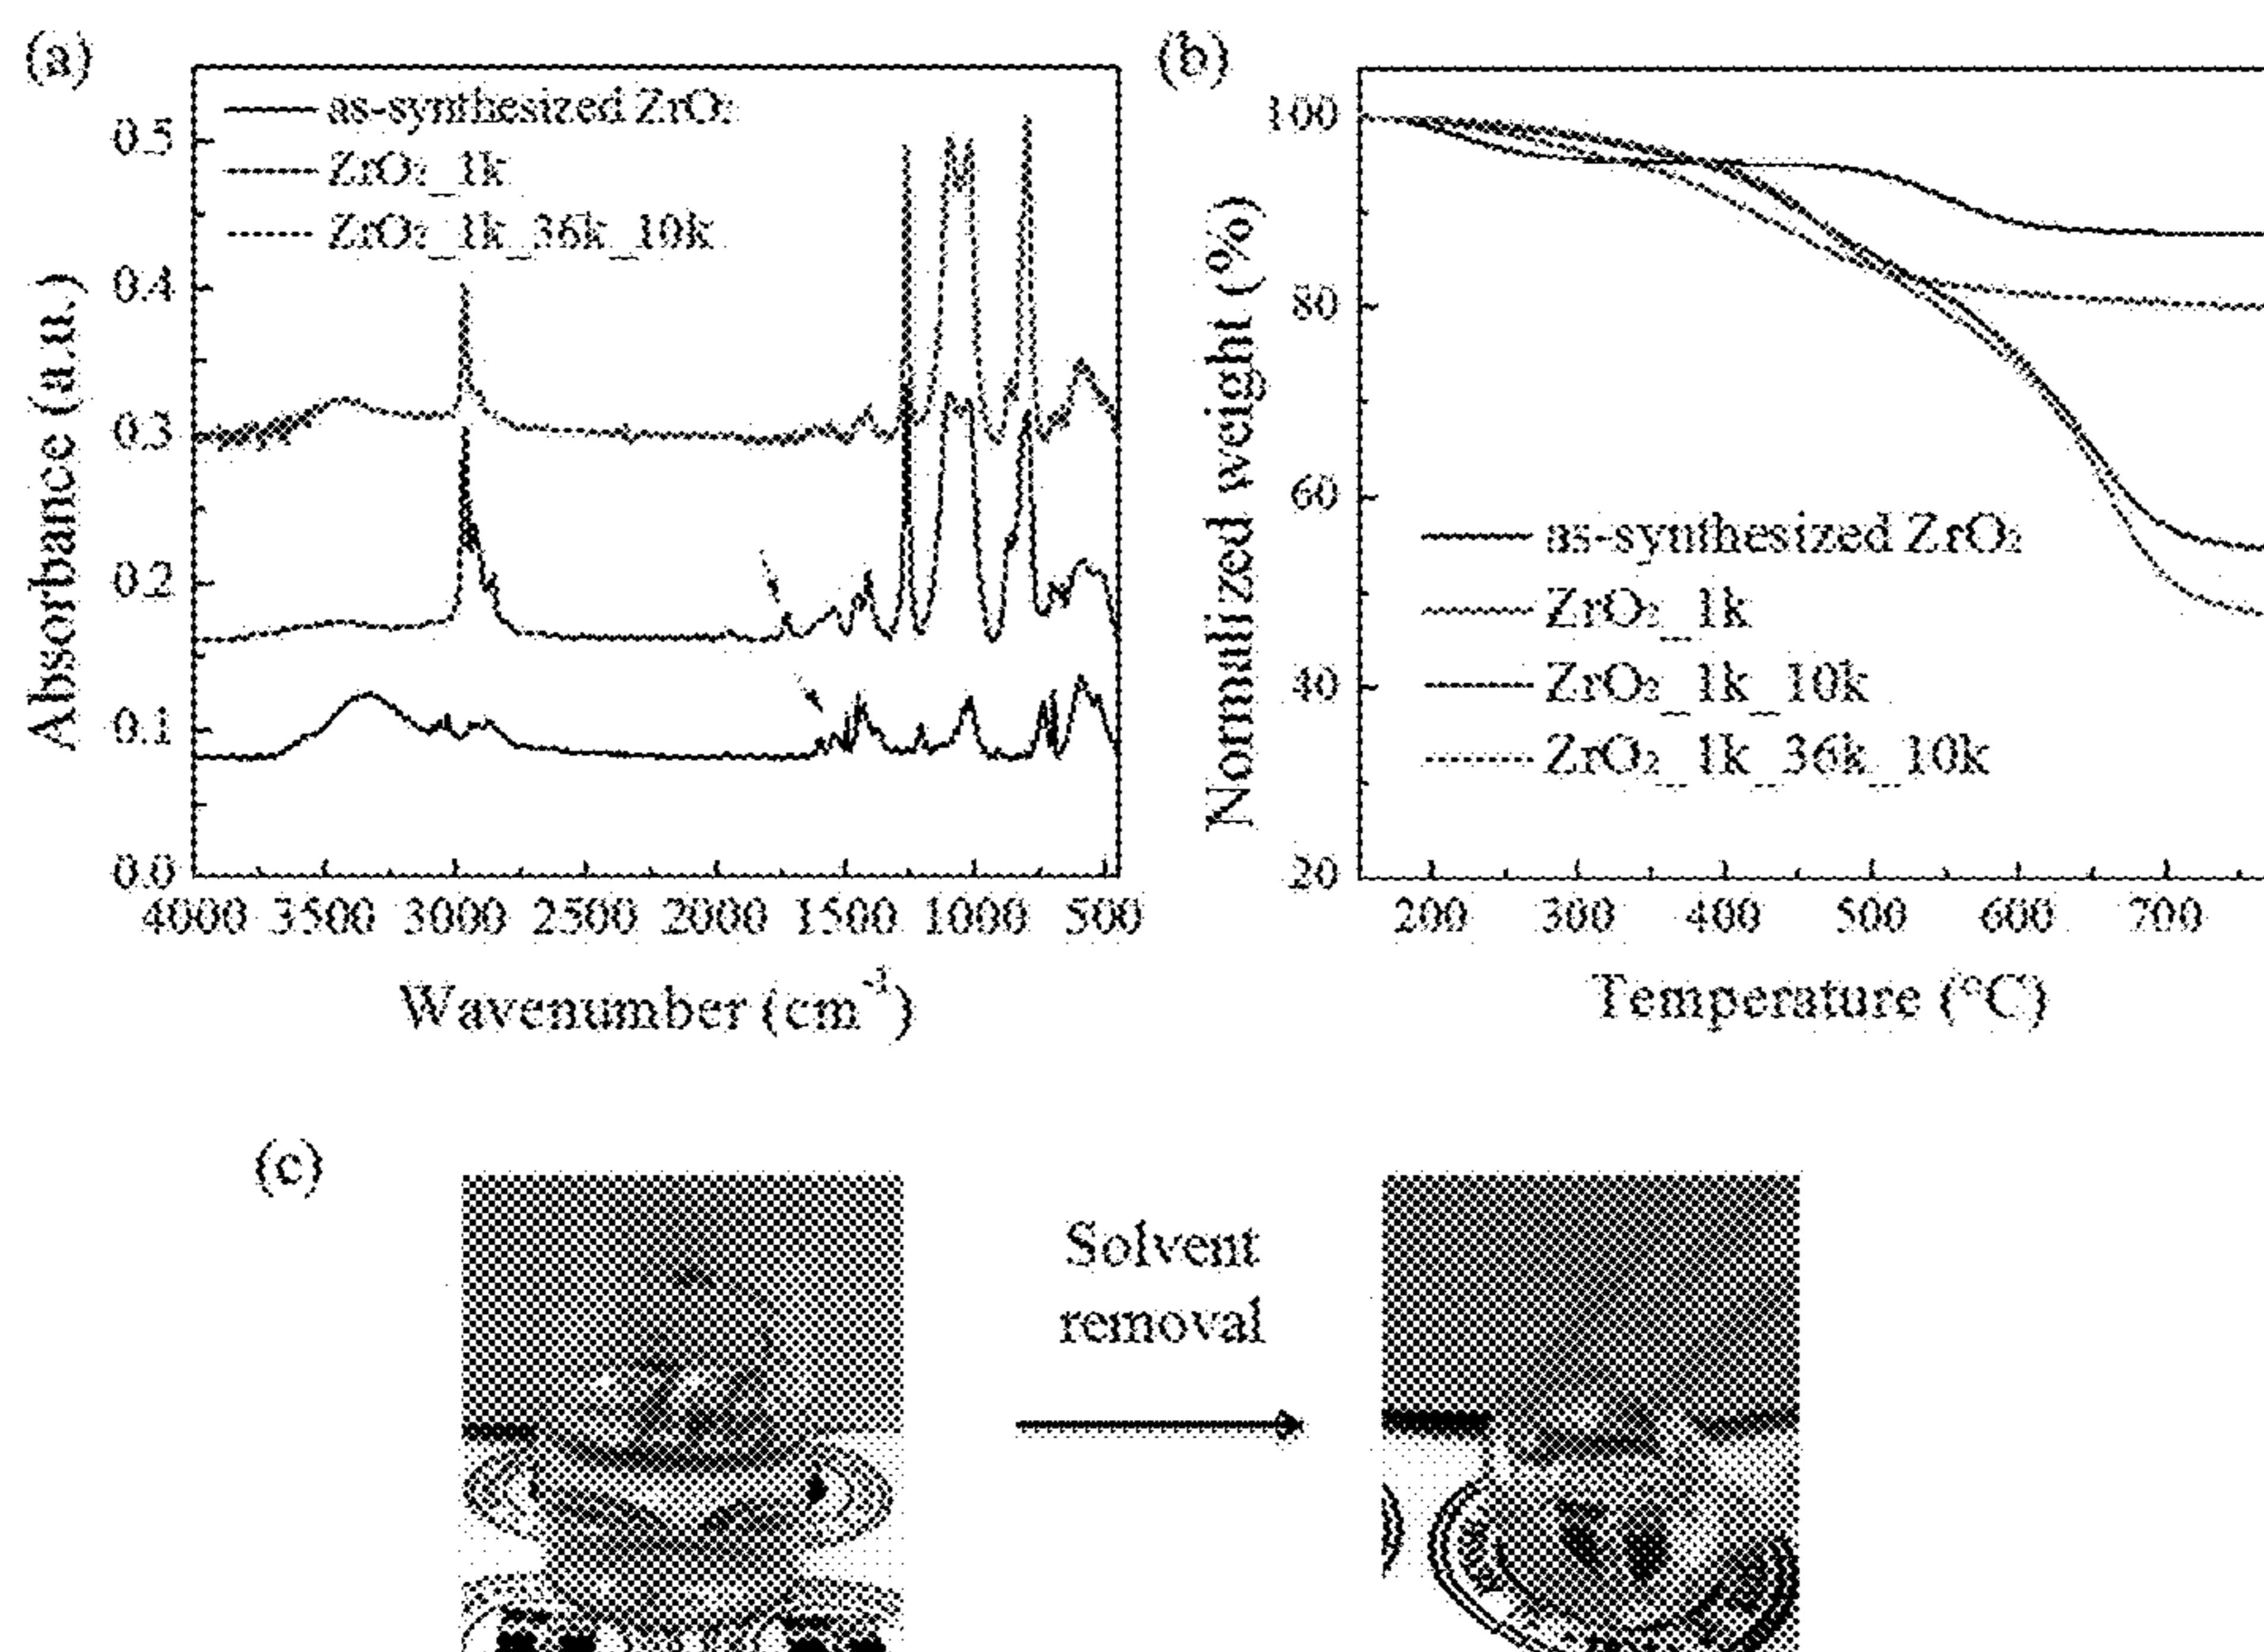 (a)
as-synthesized ZrO₂
ZrO₂_1k
ZrO₂_1k_36k_10k
0.5
0.4
0.3
0.2
0.1
0.0
4000 3500 3000 2500 2000 1500 1000 500
Absorbance (a.u.)
Wavenumber (cm⁻¹)
(b)
100
80
60
40
20
as-synthesized ZrO₂
ZrO₂_1k
ZrO₂_1k_10k
ZrO₂_1k_36k_10k
200 300 400 500 600 700
Normalized weight (%)
Temperature (°C)
(c)
Solvent
removal